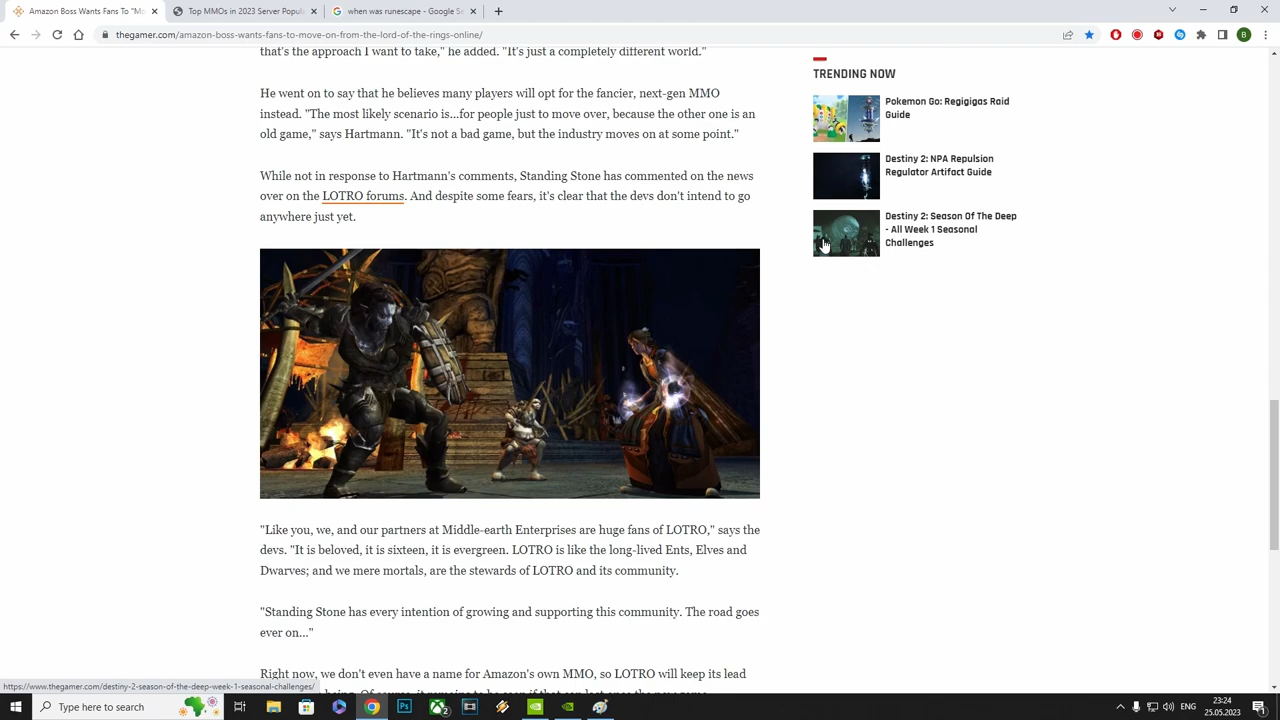 Amazon Boss Wants Fans To "Mo
Top MMOs in 2023 Server Popul
when was runescape - Google Se
thegamer.com/amazon-boss-wants-fans-to-move-on-from-the-lord-of-the-rings-online/
B
that's the approach I want to take," he added. "It's just a completely different world."
He went on to say that he believes many players will opt for the fancier, next-gen MMO
instead. "The most likely scenario is...for people just to move over, because the other one is an
old game," says Hartmann. "It's not a bad game, but the industry moves on at some point."
While not in response to Hartmann's comments, Standing Stone has commented on the news
over on the LOTRO forums. And despite some fears, it's clear that the devs don't intend to go
anywhere just yet.
"Like you, we, and our partners at Middle-earth Enterprises are huge fans of LOTRO," says the
devs. "It is beloved, it is sixteen, it is evergreen. LOTRO is like the long-lived Ents, Elves and
Dwarves; and we mere mortals, are the stewards of LOTRO and its community.
"Standing Stone has every intention of growing and supporting this community. The road goes
ever on..."
Right now, we don't even have a name for Amazon's own MMO, so LOTRO will keep its lead
TRENDING NOW
Pokemon Go: Regigigas Raid
Guide
Destiny 2: NPA Repulsion
Regulator Artifact Guide
Destiny 2: Season Of The Deep
- All Week 1 Seasonal
Challenges
https://www.thegamer.com/destiny-2-season-of-the-deep-week-1-seasonal-challenges/
Type here to search
Ps
2
ENG
23:24
25.05.2023